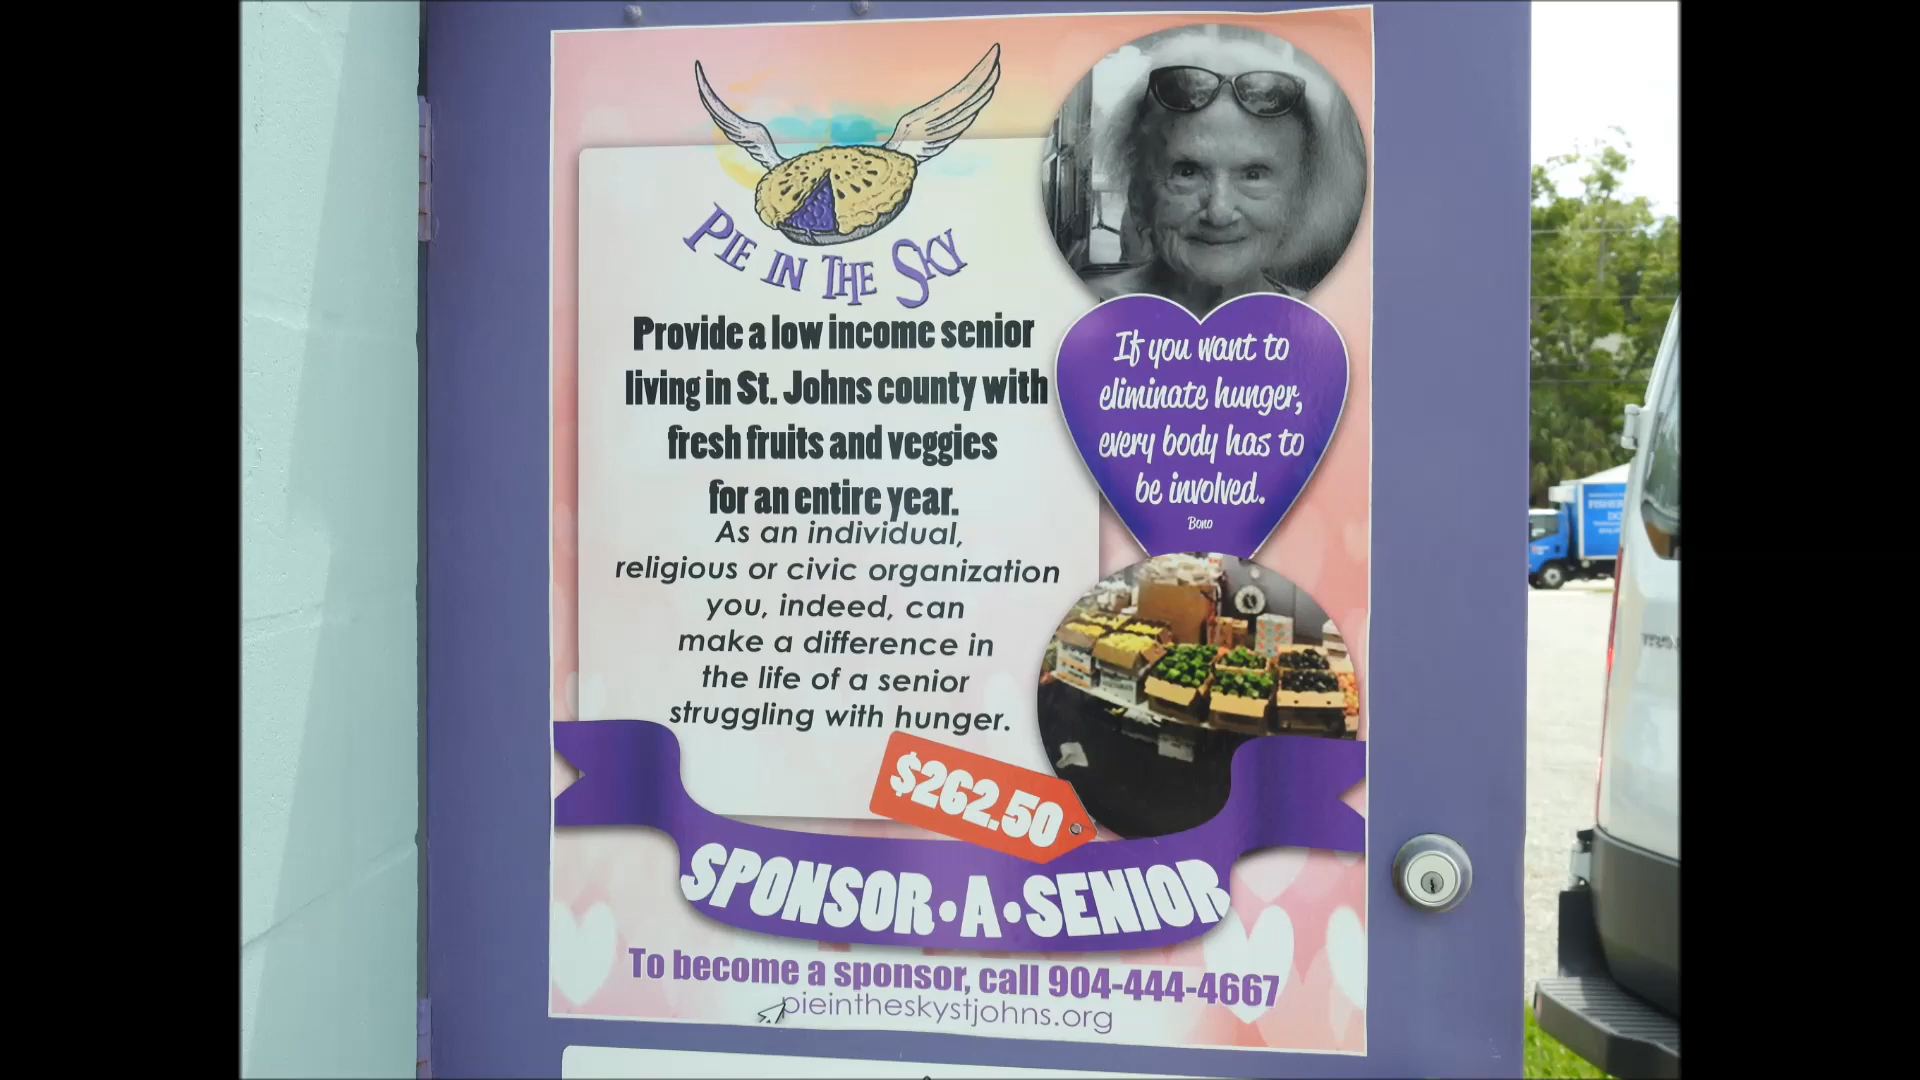 PIE IN THE SKY
Provide a low income senior
living in St. Johns county with
fresh fruits and veggies
for an entire year.
As an individual,
religious or civic organization
you, indeed, can
make a difference in
the life of a senior
struggling with hunger.
If you want to
eliminate hunger,
every body has to
be involved.
Bono
$262.50
SPONSOR•A•SENIOR
To become a sponsor, call 904-444-4667
pieintheskystjohns.org